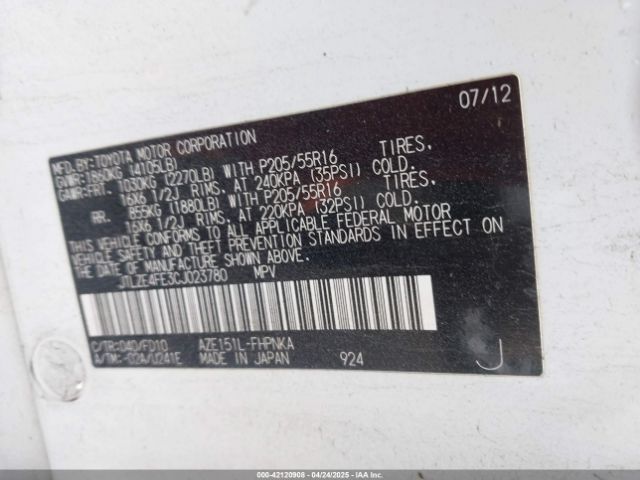 07/12
MFD.BY:TOYOTA MOTOR CORPORATION
GVWR:1860KG (4105LB)
GAWR:FRT. 1030KG (2270LB) WITH P205/55R16 TIRES,
16X6 1/2J RIMS, AT 240KPA (35PSI) COLD.
RR. 855KG (1880LB) WITH P205/55R16 TIRES,
16X6 1/2J RIMS, AT 220KPA (32PSI) COLD.
THIS VEHICLE CONFORMS TO ALL APPLICABLE FEDERAL MOTOR
VEHICLE SAFETY AND THEFT PREVENTION STANDARDS IN
EFFECT ON THE DATE OF MANUFACTURE SHOWN ABOVE.
JTLZE4FE3CJ023780 MPV
C/TR:040/FD10 AZE151L-FHPNKA
A/TM:-02A/U241E MADE IN JAPAN 924 J
000-42120908 - 04/24/2025 - IAAI.COM